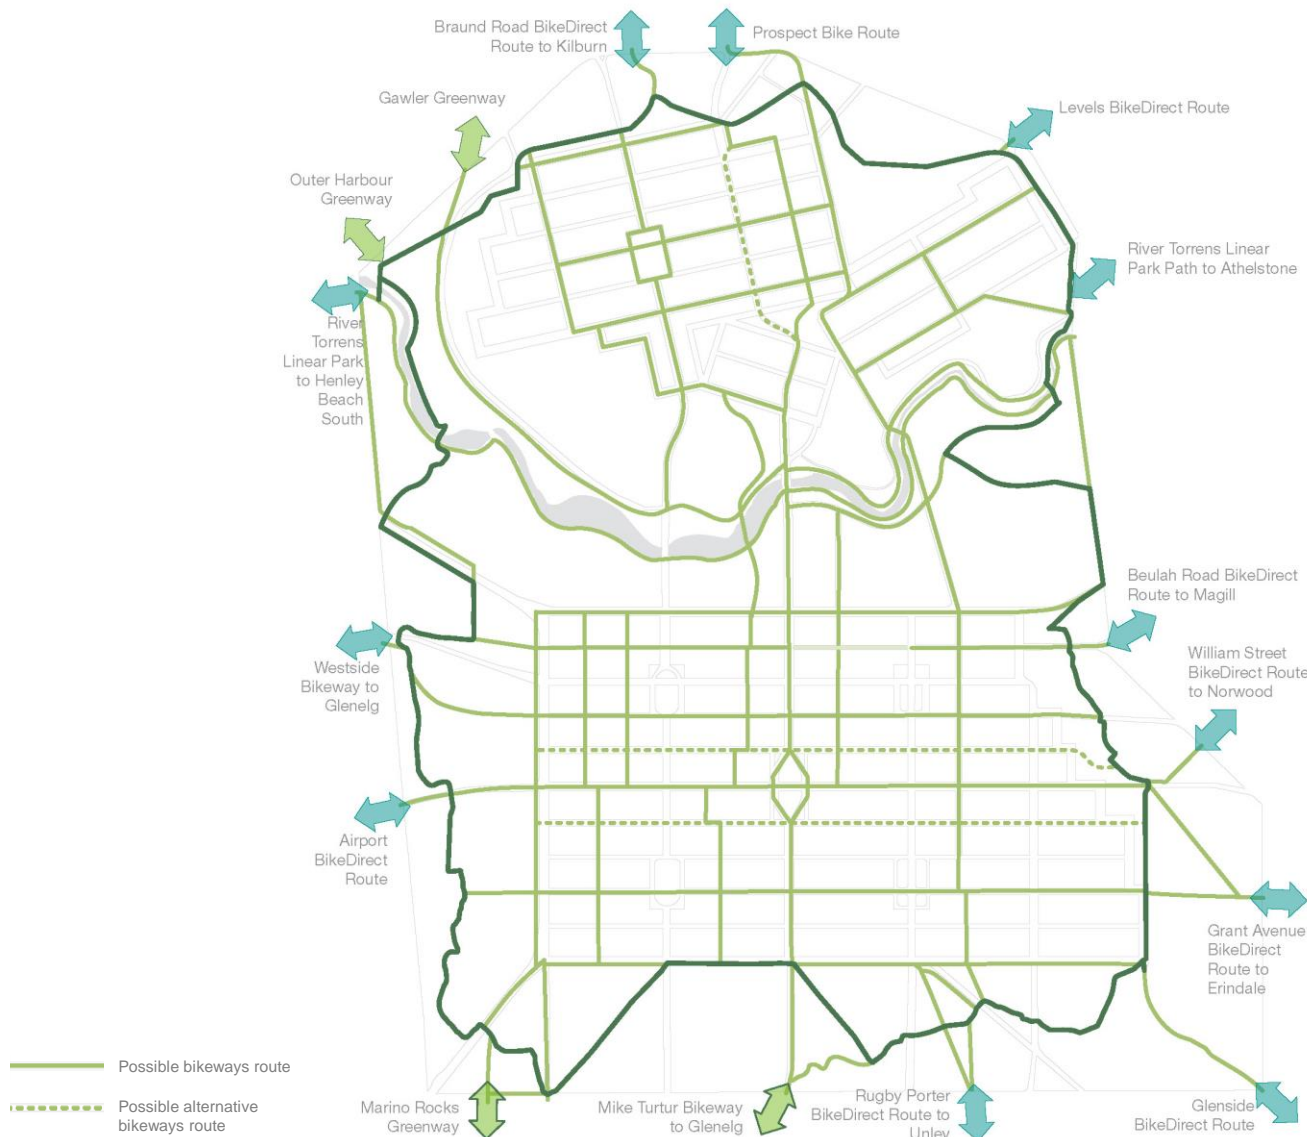 Braund Road BikeDirect
Route to Kilburn
Prospect Bike Route
Gawler Greenway
Levels BikeDirect Route
Outer Harbour
Greenway
River Torrens Linear
Park Path to Athelstone
River
Torrens
Linear Park
to Henley
Beach
South
Beulah Road BikeDirect
Route to Magill
William Street
BikeDirect Route
to Norwood
Westside
Bikeway to
Glenelg
Airport
BikeDirect
Route
Grant Avenue
BikeDirect
Route to
Erindale
Possible bikeways route
Possible alternative
bikeways route
Marino Rocks
Greenway
Mike Turtur Bikeway
to Glenelg
Rugby Porter
BikeDirect Route to
Unley
Glenside
BikeDirect Route